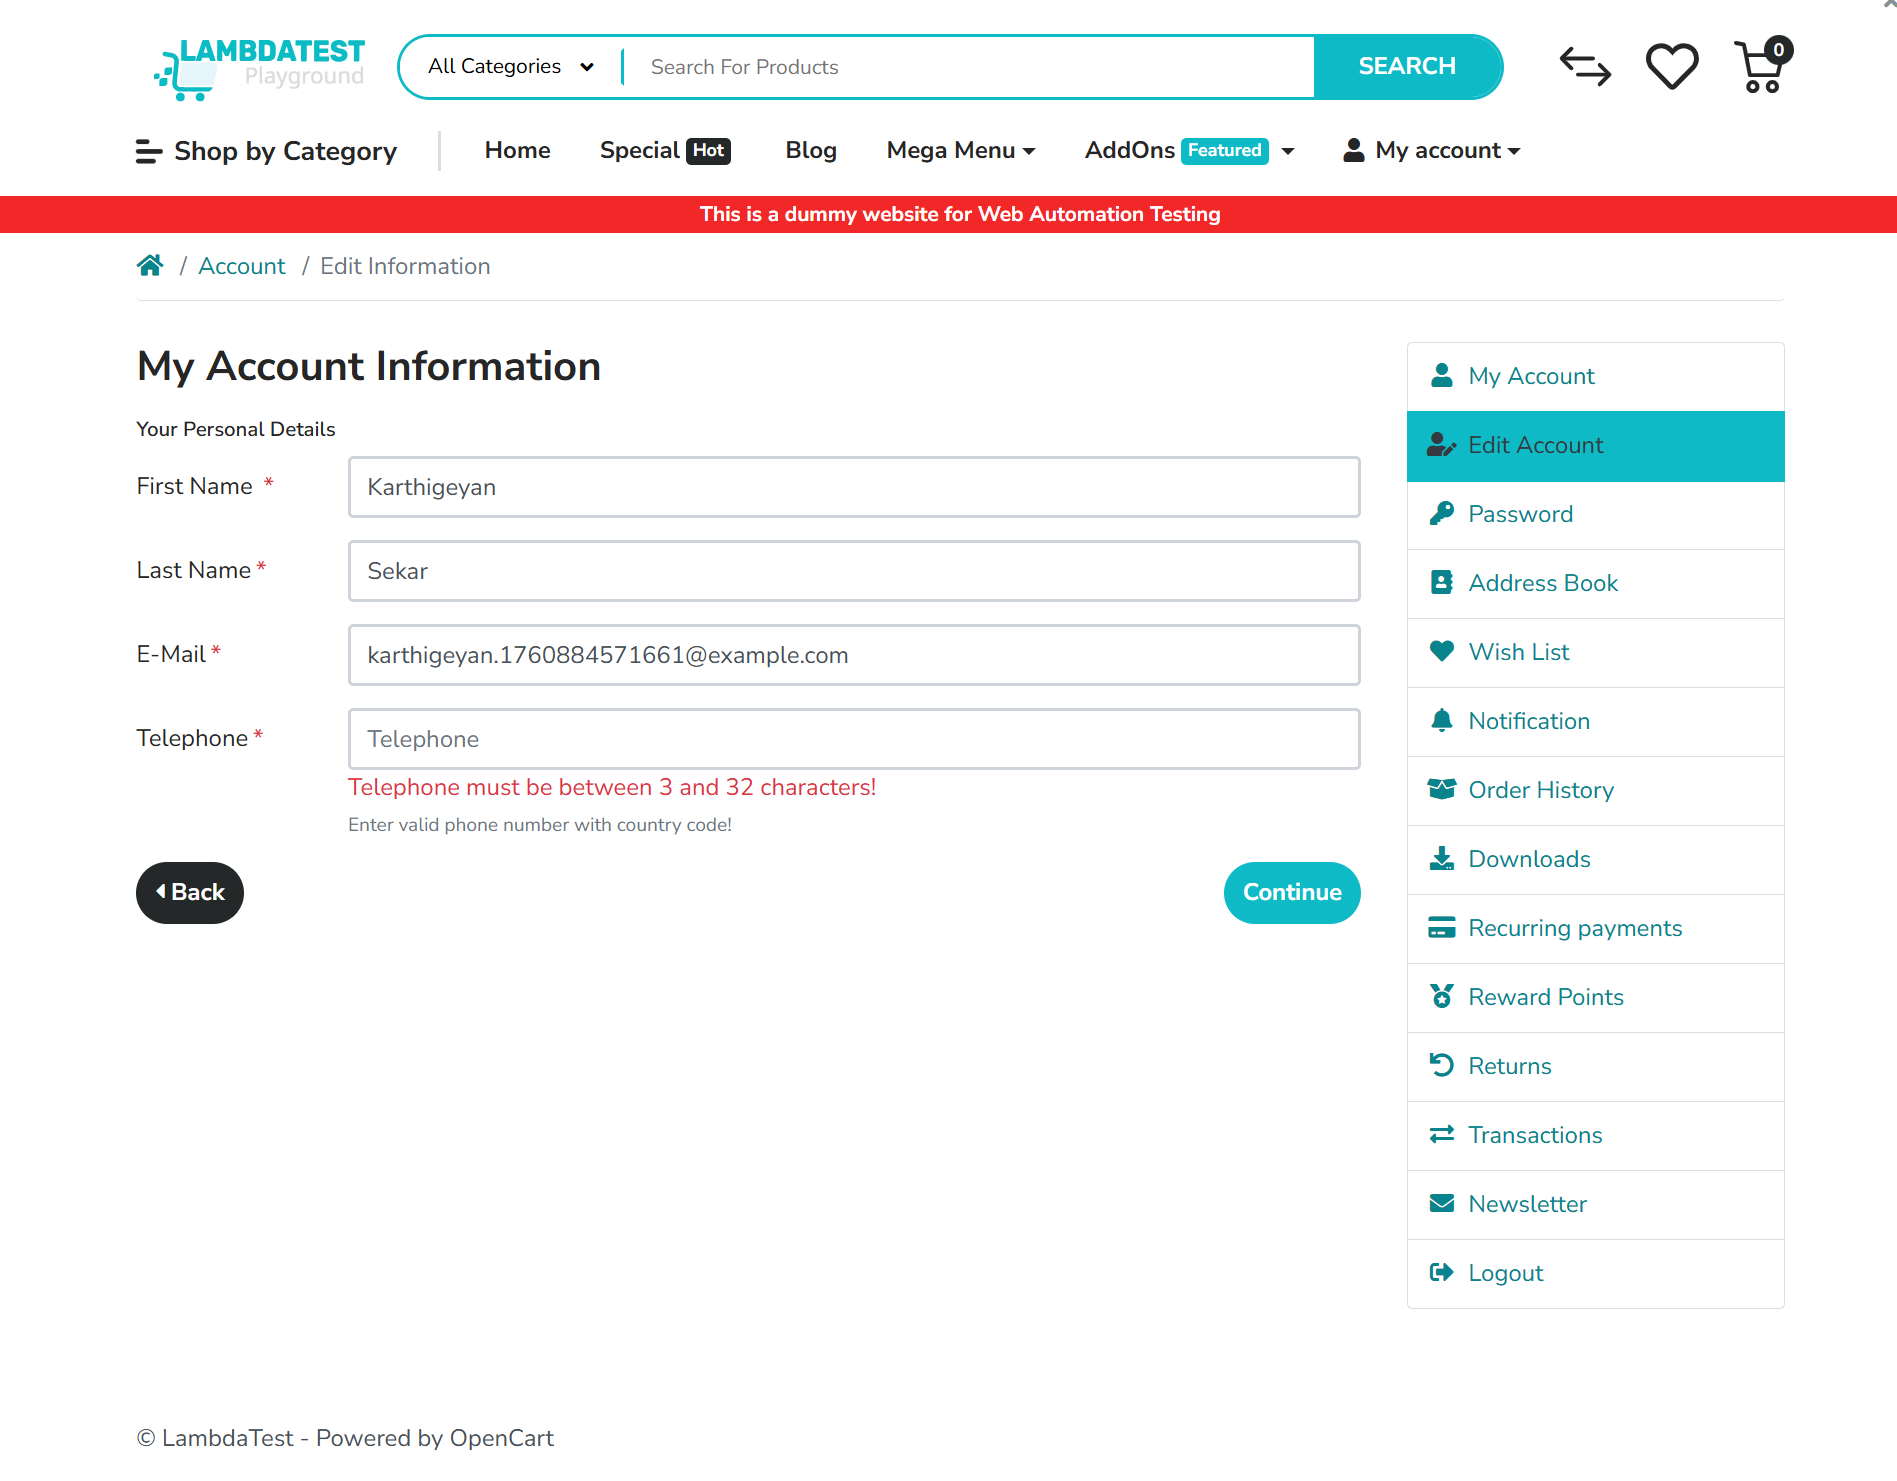 LAMBDATEST
Playground
All Categories
Search For Products
SEARCH
0
Shop by Category
Home
Special Hot
Blog
Mega Menu
AddOns Featured
My account
This is a dummy website for Web Automation Testing
/ Account / Edit Information
My Account Information
Your Personal Details
First Name *
Karthigeyan
Last Name *
Sekar
E-Mail *
karthigeyan.1760884571661@example.com
Telephone *
Telephone
Telephone must be between 3 and 32 characters!
Enter valid phone number with country code!
Back
Continue
My Account
Edit Account
Password
Address Book
Wish List
Notification
Order History
Downloads
Recurring payments
Reward Points
Returns
Transactions
Newsletter
Logout
© LambdaTest - Powered by OpenCart